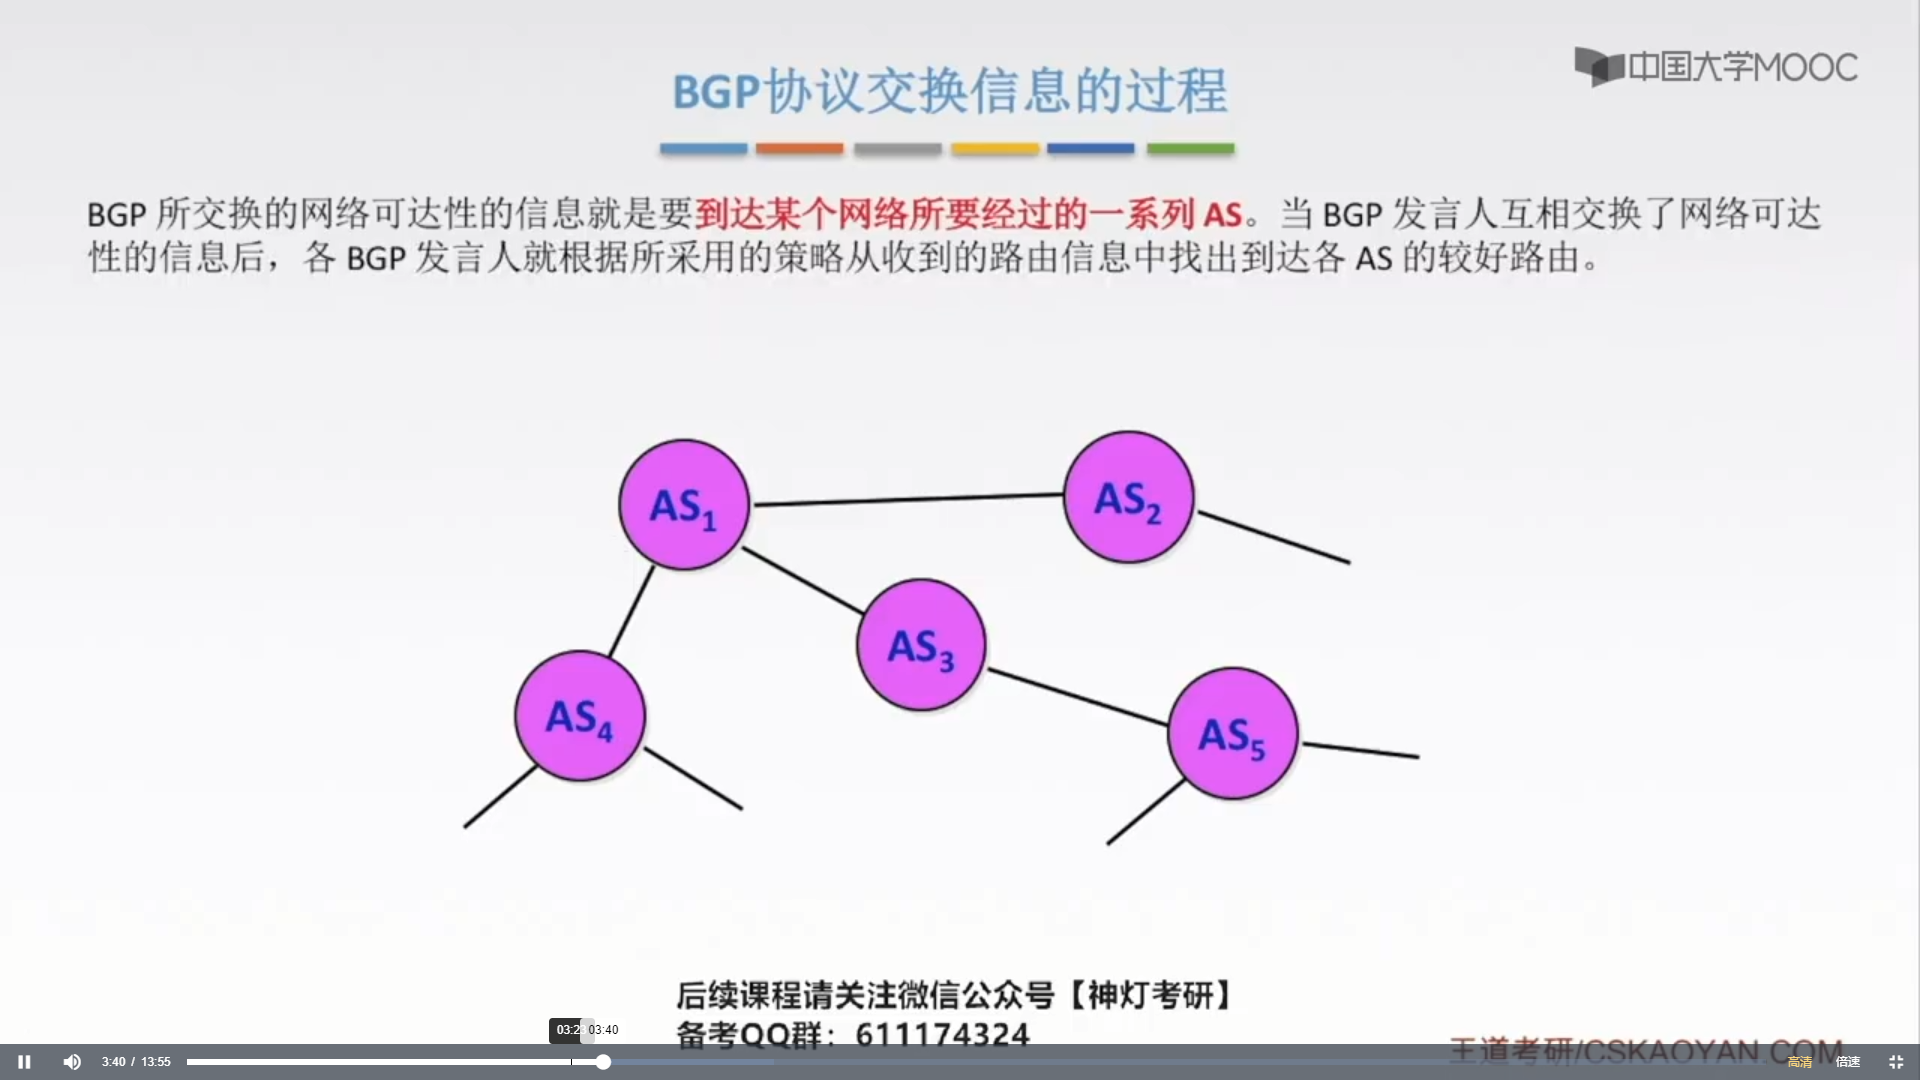 中国大学MOOC
BGP协议交换信息的过程
BGP 所交换的网络可达性的信息就是要到达某个网络所要经过的一系列 AS。当 BGP 发言人互相交换了网络可达
性的信息后，各 BGP 发言人就根据所采用的策略从收到的路由信息中找出到达各 AS 的较好路由。
AS1
AS2
AS3
AS4
AS5
后续课程请关注微信公众号【神灯考研】
备考QQ群：611174324
03:23 03:40
王道考研/CSKAOYAN.COM
3:40 / 13:55
高清
倍速